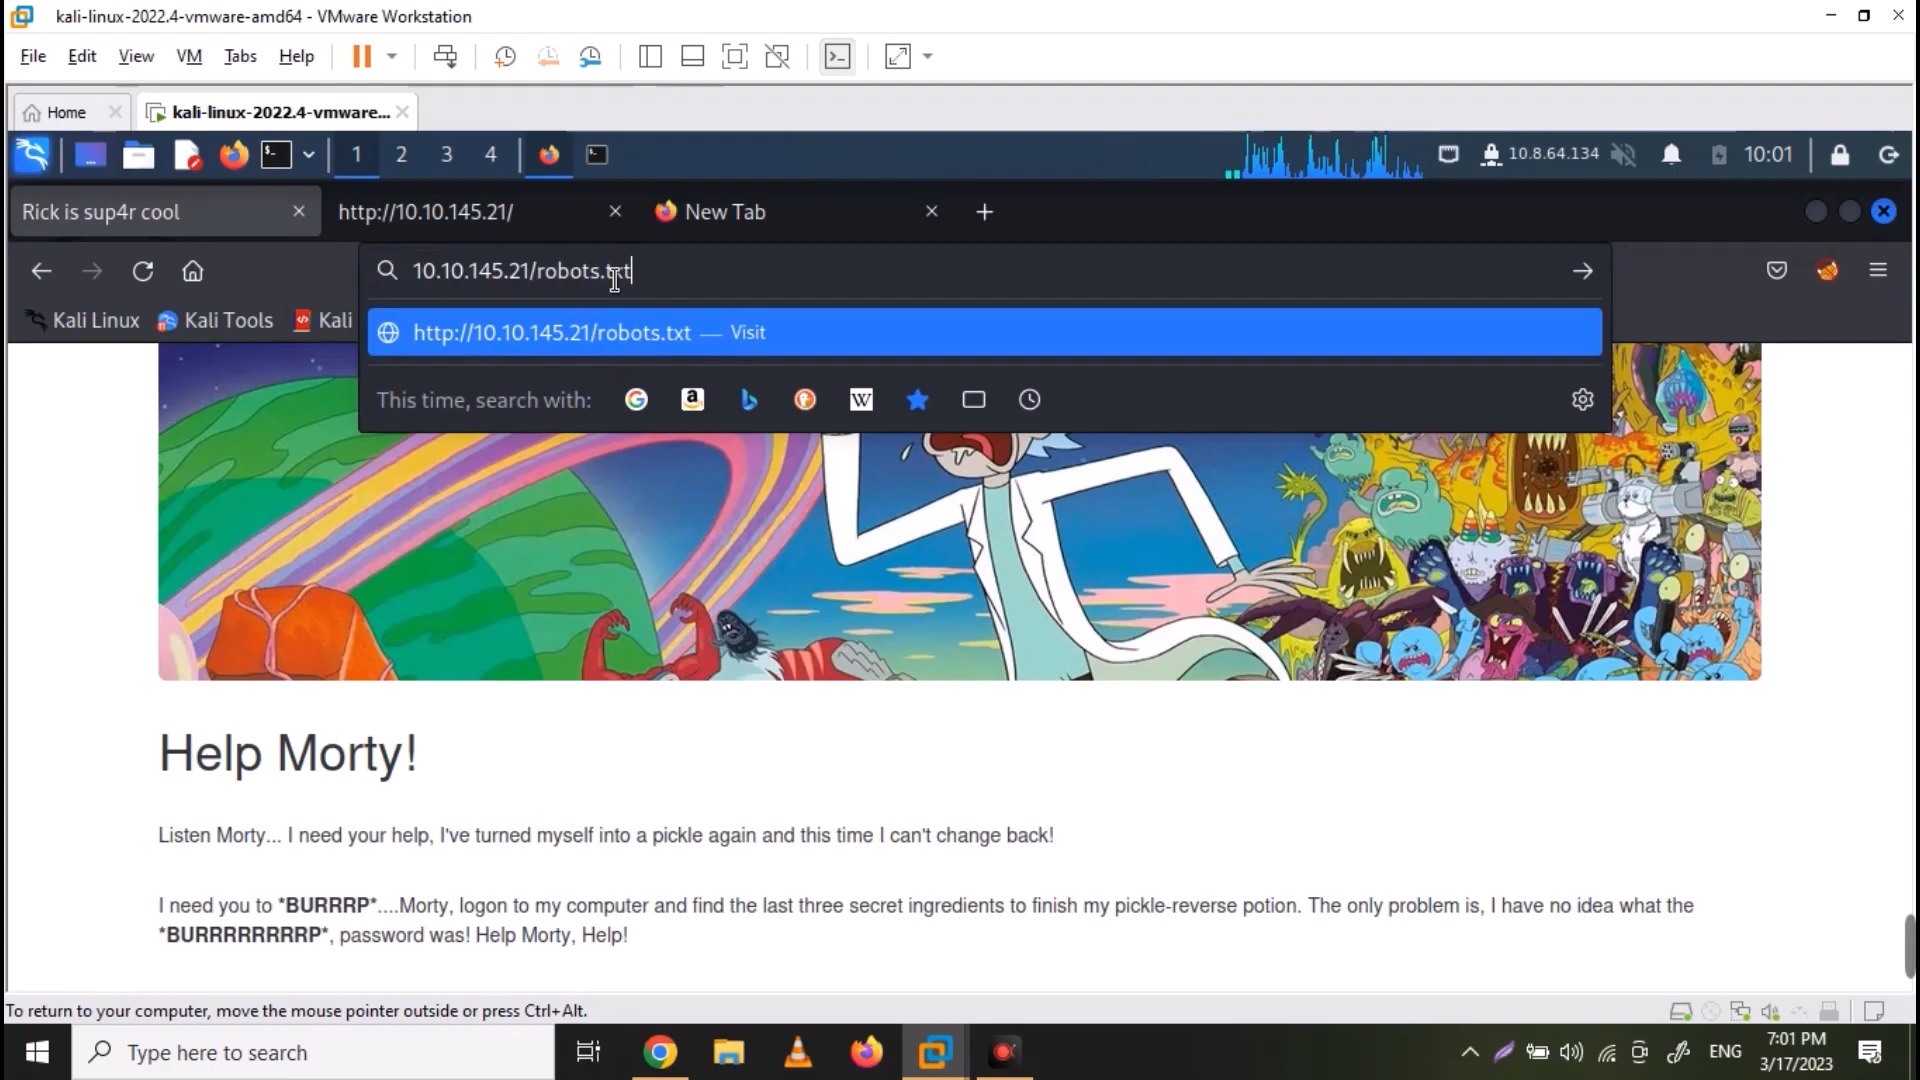 kali-linux-2022.4-vmware-amd64 - VMware Workstation
File Edit View VM Tabs Help
Home kali-linux-2022.4-vmware...
1 2 3 4 10.8.64.134 10:01
Rick is sup4r cool http://10.10.145.21/ New Tab
10.10.145.21/robots.txt
Kali Linux Kali Tools Kali
http://10.10.145.21/robots.txt — Visit
This time, search with:
Help Morty!
Listen Morty... I need your help, I've turned myself into a pickle again and this time I can't change back!
I need you to *BURRRP*....Morty, logon to my computer and find the last three secret ingredients to finish my pickle-reverse potion. The only problem is, I have no idea what the
*BURRRRRRRRP*, password was! Help Morty, Help!
To return to your computer, move the mouse pointer outside or press Ctrl+Alt.
Type here to search
ENG
7:01 PM
3/17/2023